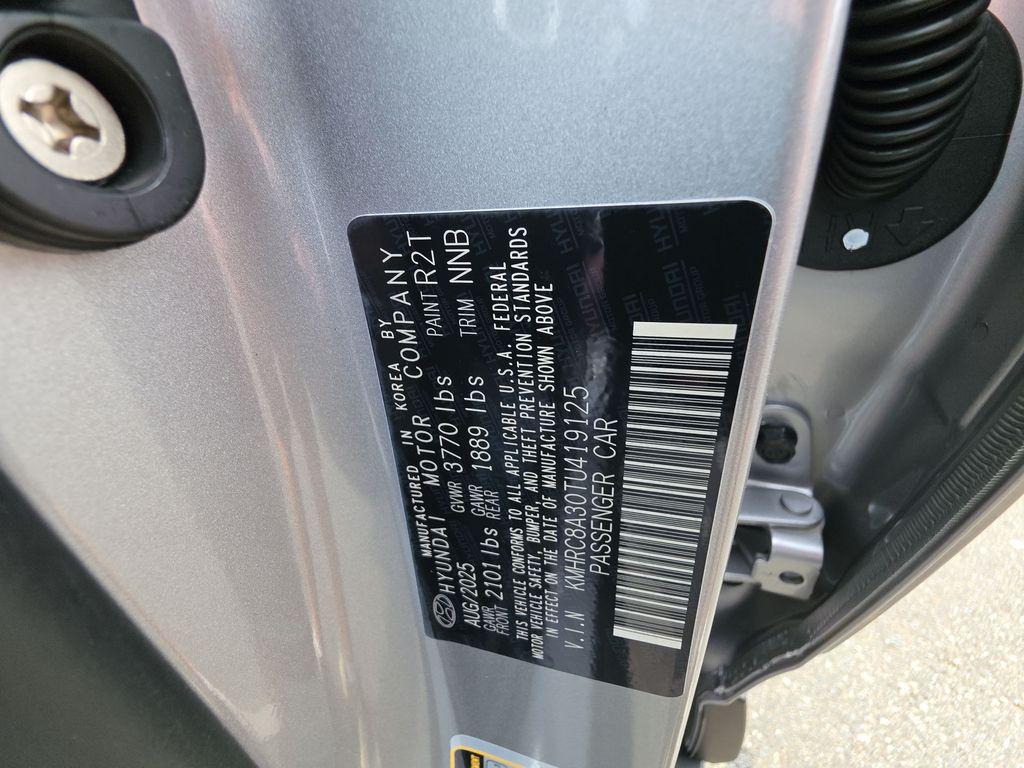 MANUFACTURED IN KOREA BY
HYUNDAI MOTOR COMPANY
AUG/2025 GVWR 3770 lbs PAINT R2T
GAWR FRONT 2101 lbs GAWR REAR 1889 lbs TRIM NNB
THIS VEHICLE CONFORMS TO ALL APPLICABLE U.S.A. FEDERAL
MOTOR VEHICLE SAFETY, BUMPER, AND THEFT PREVENTION STANDARDS
IN EFFECT ON THE DATE OF MANUFACTURE SHOWN ABOVE
V.I.N KMHRC8A30TU419125
PASSENGER CAR